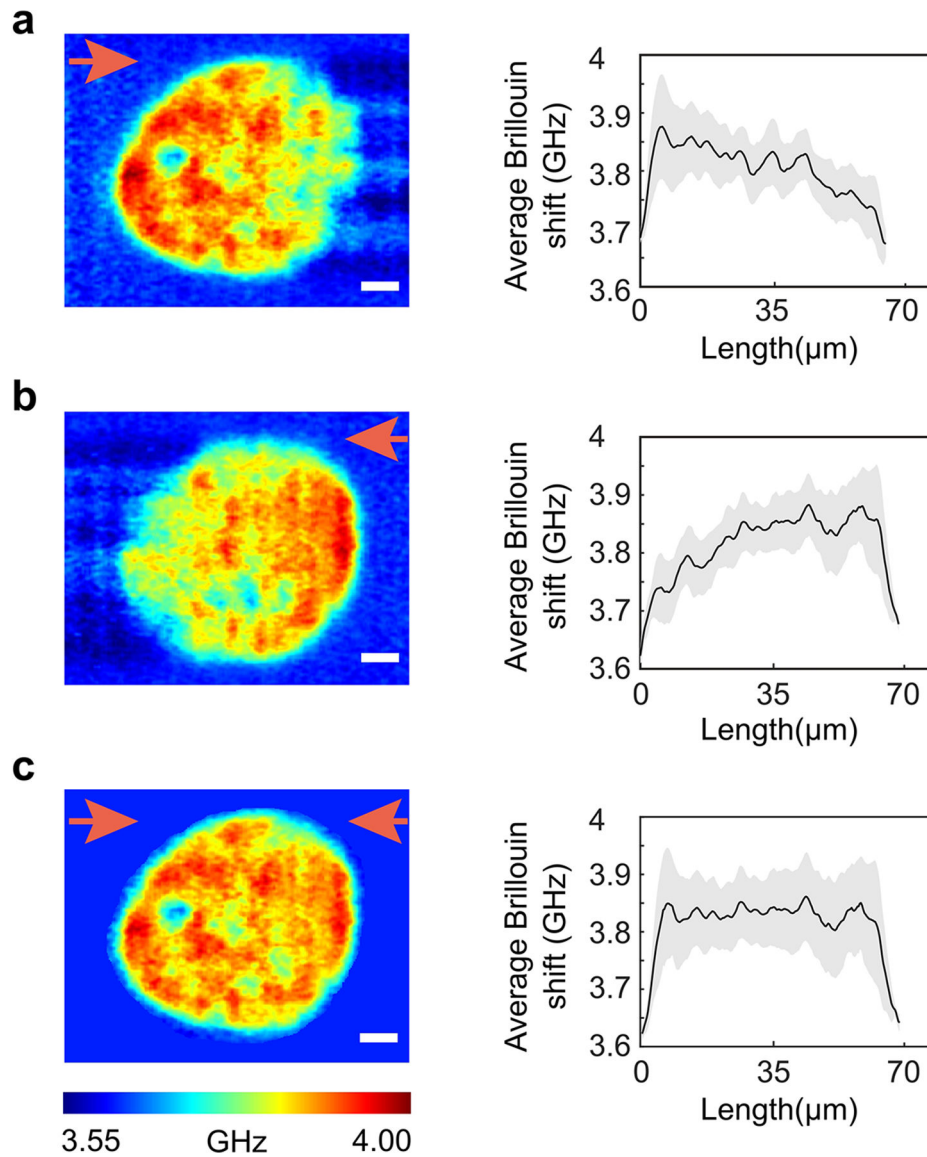 a
4
3.9
3.8
3.7
3.6
0 35 70
Average Brillouin
shift (GHz)
Length(μm)
b
4
3.9
3.8
3.7
3.6
0 35 70
Average Brillouin
shift (GHz)
Length(μm)
c
4
3.9
3.8
3.7
3.6
0 35 70
Average Brillouin
shift (GHz)
Length(μm)
3.55 GHz 4.00